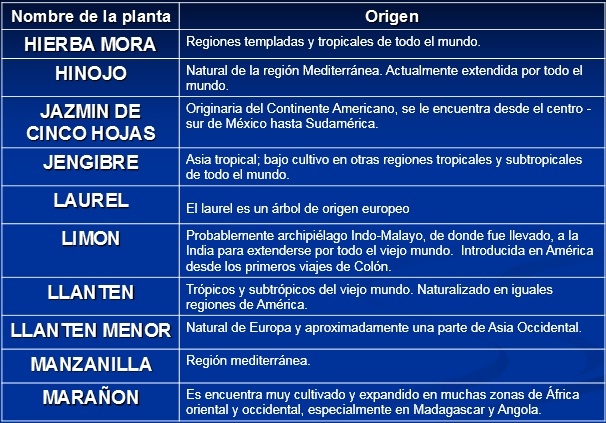 Nombre de la planta
Origen
HIERBA MORA
Regiones templadas y tropicales de todo el mundo.
HINOJO
Natural de la región Mediterránea. Actualmente extendida por todo el
mundo.
JAZMIN DE
CINCO HOJAS
Originaria del Continente Americano, se le encuentra desde el centro -
sur de México hasta Sudamérica.
JENGIBRE
Asia tropical; bajo cultivo en otras regiones tropicales y subtropicales
de todo el mundo.
LAUREL
El laurel es un árbol de origen europeo
LIMON
Probablemente archipiélago Indo-Malayo, de donde fue llevado, a la
India para extenderse por todo el viejo mundo.  Introducida en América
desde los primeros viajes de Colón.
LLANTEN
Trópicos y subtrópicos del viejo mundo. Naturalizado en iguales
regiones de América.
LLANTEN MENOR
Natural de Europa y aproximadamente una parte de Asia Occidental.
MANZANILLA
Región mediterránea.
MARAÑON
Es encuentra muy cultivado y expandido en muchas zonas de África
oriental y occidental, especialmente en Madagascar y Angola.